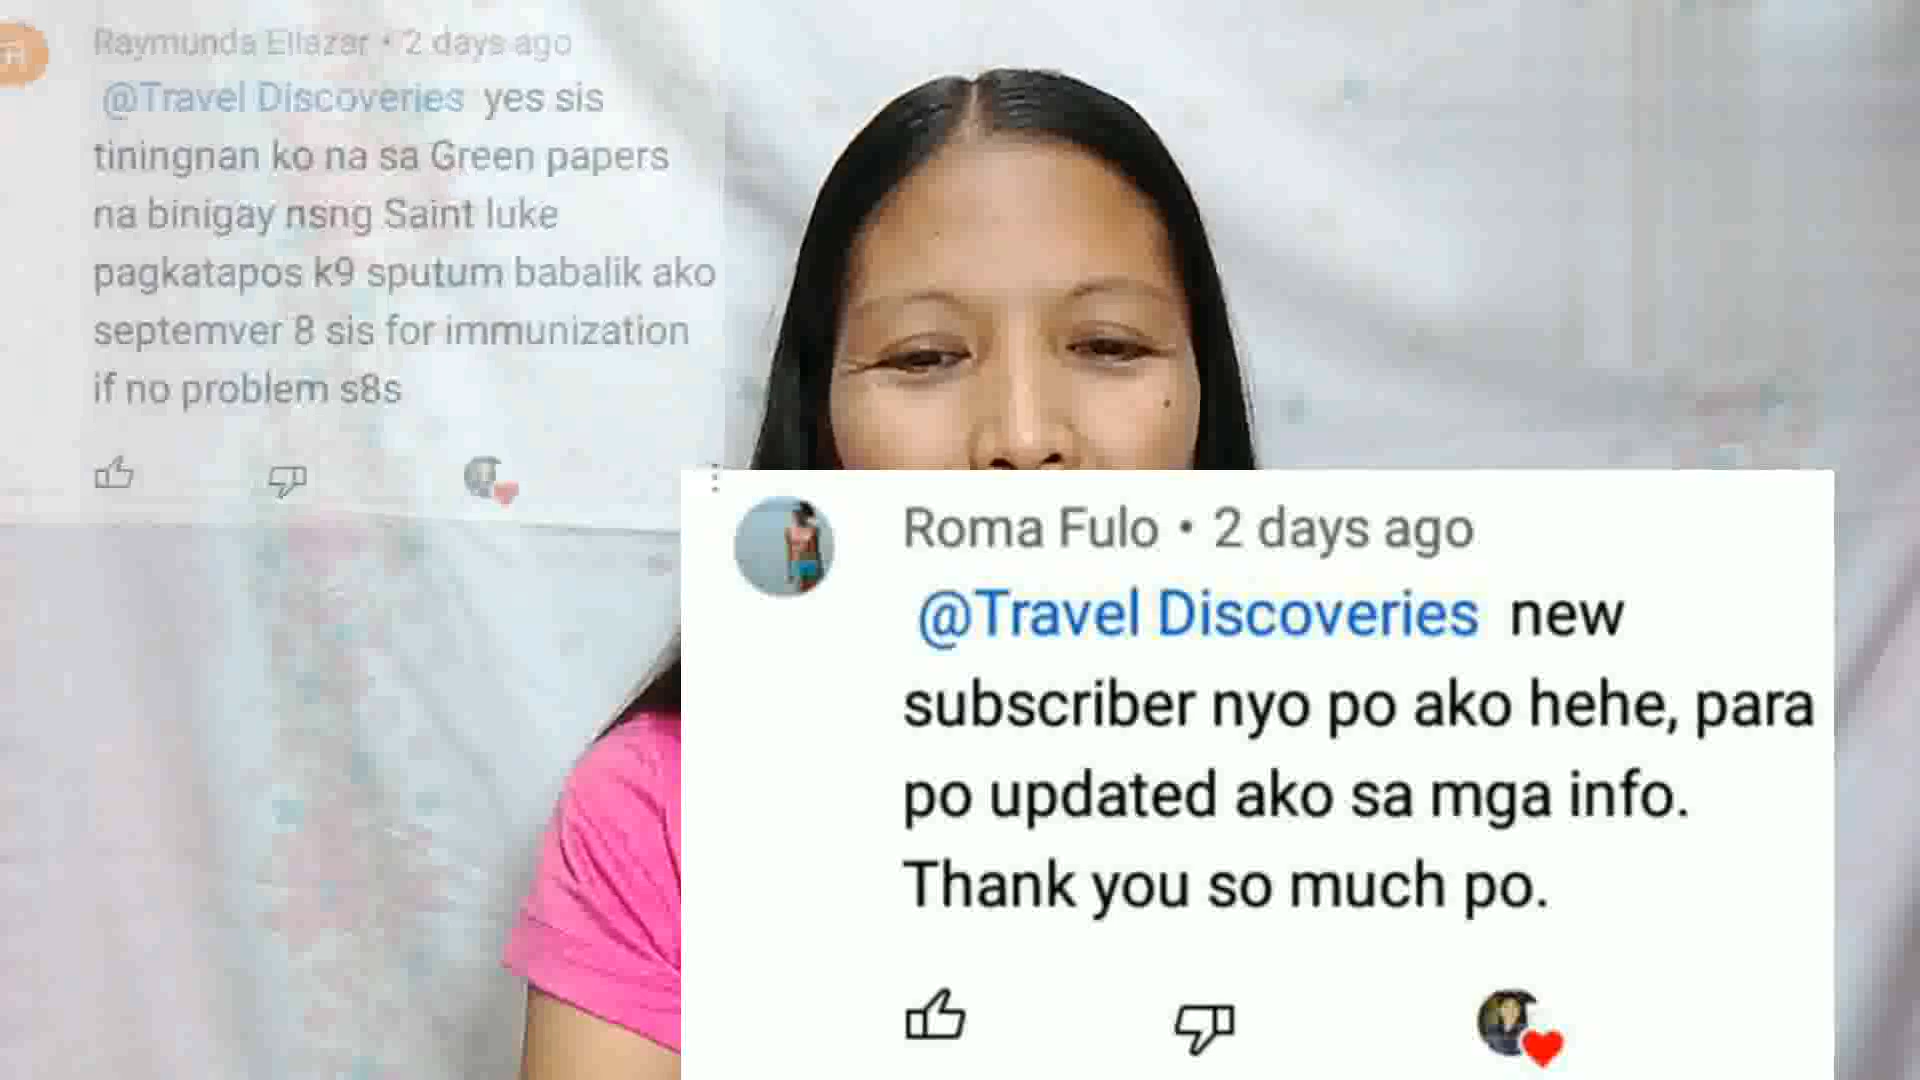 Raymunda Ellazar • 2 days ago
@Travel Discoveries yes sis
tiningnan ko na sa Green papers
na binigay nsng Saint luke
pagkatapos k9 sputum babalik ako
septemver 8 sis for immunization
if no problem s8s
Roma Fulo • 2 days ago
@Travel Discoveries new
subscriber nyo po ako hehe, para
po updated ako sa mga info.
Thank you so much po.